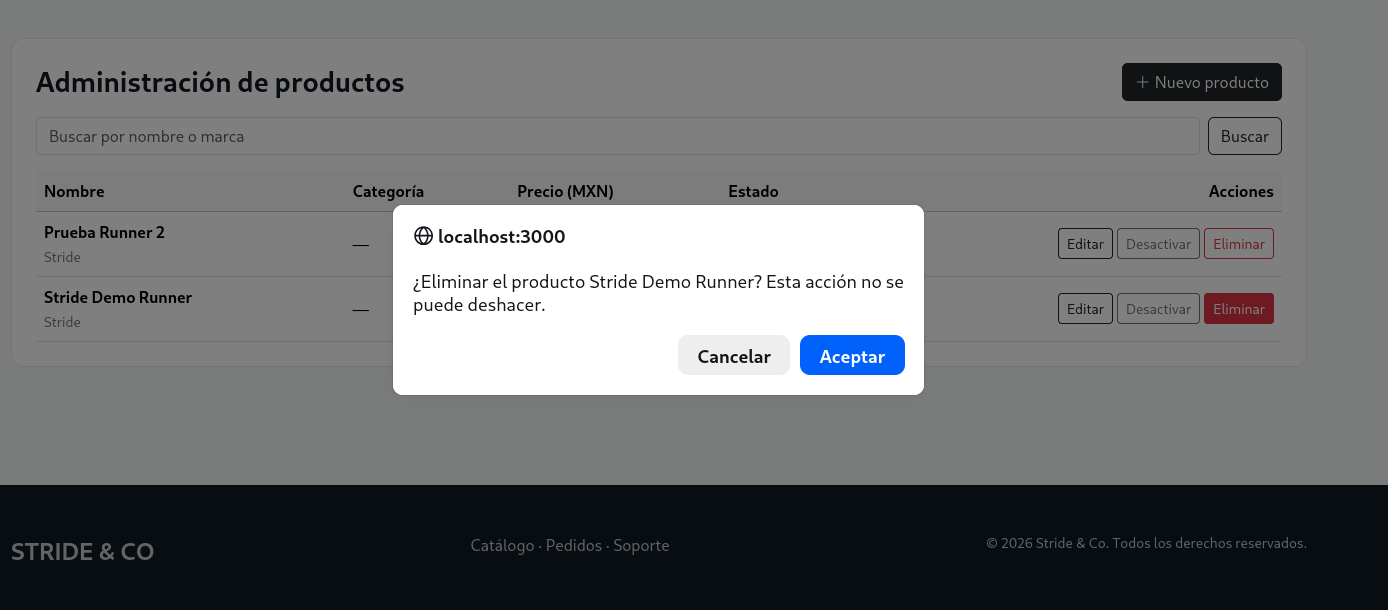 Administración de productos
+ Nuevo producto
Buscar por nombre o marca
Buscar
Nombre Categoría Precio (MXN) Estado Acciones
Prueba Runner 2
Stride
—
Editar Desactivar Eliminar
Stride Demo Runner
Stride
—
Editar Desactivar Eliminar
localhost:3000
¿Eliminar el producto Stride Demo Runner? Esta acción no se
puede deshacer.
Cancelar Aceptar
STRIDE & CO
Catálogo · Pedidos · Soporte
© 2026 Stride & Co. Todos los derechos reservados.